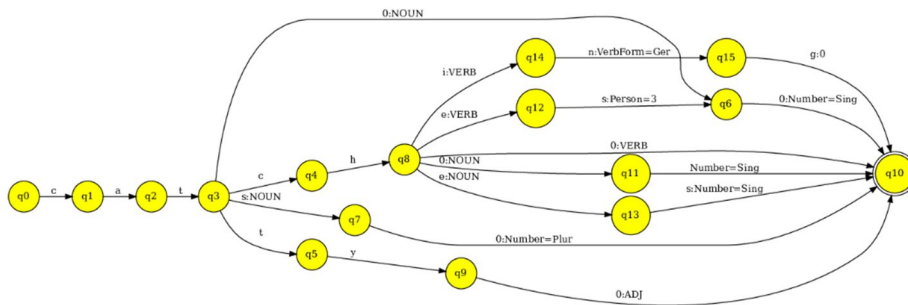 0:NOUN
q14
n:VerbForm=Ger
q15
g:0
i:VERB
q12
s:Person=3
q6
0:Number=Sing
e:VERB
h
q8
0:VERB
c
q4
0:NOUN
q11
Number=Sing
q10
e:NOUN
q0
c
q1
a
q2
t
q3
s:NOUN
q13
s:Number=Sing
q7
0:Number=Plur
t
q5
y
q9
0:ADJ